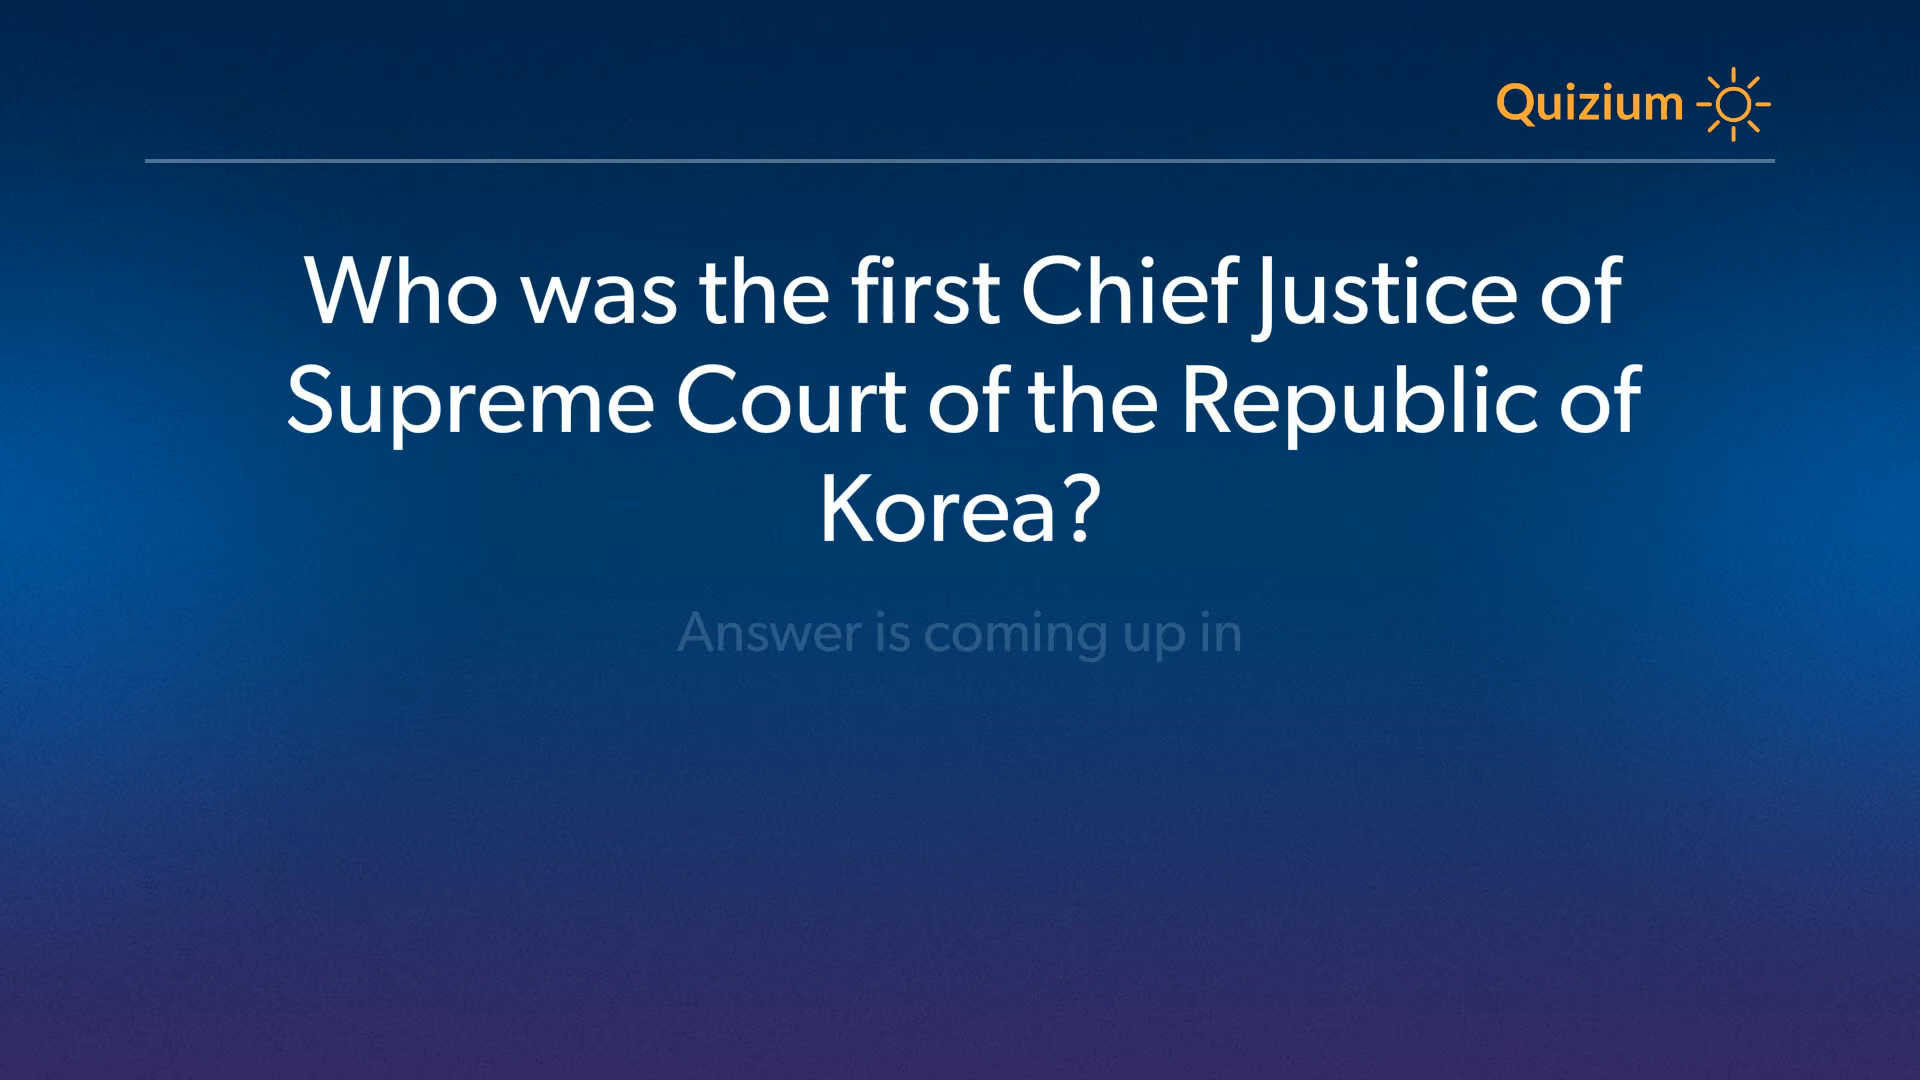 Quizium
Who was the first Chief Justice of
Supreme Court of the Republic of
Korea?
Answer is coming up in